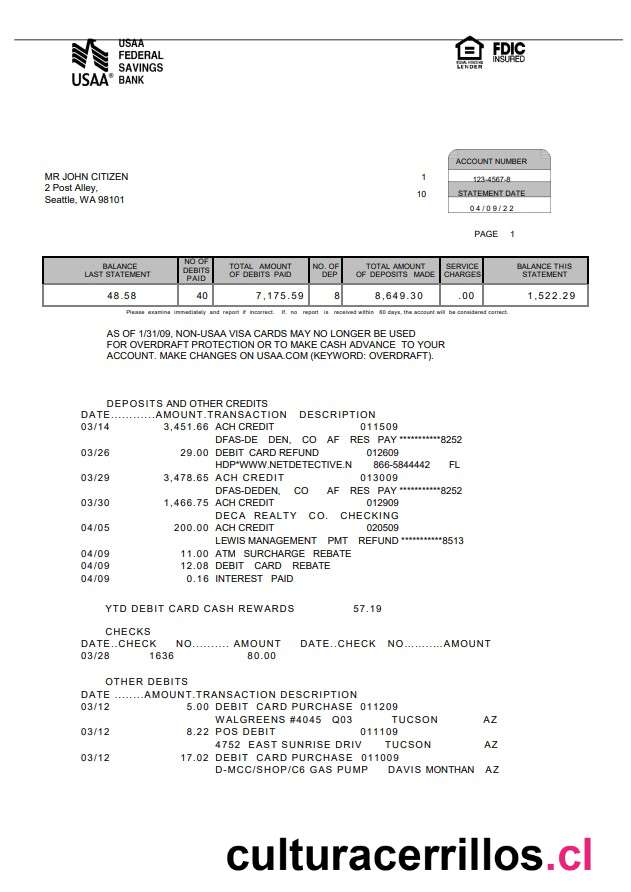 USAA
FEDERAL
SAVINGS
BANK
USAA®
EQUAL HOUSING
LENDER
FDIC
INSURED
ACCOUNT NUMBER
123-4567-8
STATEMENT DATE
04/09/22
MR JOHN CITIZEN 1
2 Post Alley,
Seattle, WA 98101 10
PAGE 1
BALANCE LAST STATEMENT NO OF DEBITS PAID TOTAL AMOUNT OF DEBITS PAID NO. OF DEP TOTAL AMOUNT OF DEPOSITS MADE SERVICE CHARGES BALANCE THIS STATEMENT
48.58 40 7,175.59 8 8,649.30 .00 1,522.29
Please examine immediately and report if incorrect. If no report is received within 60 days, the account will be considered correct.
AS OF 1/31/09, NON-USAA VISA CARDS MAY NO LONGER BE USED
FOR OVERDRAFT PROTECTION OR TO MAKE CASH ADVANCE TO YOUR
ACCOUNT. MAKE CHANGES ON USAA.COM (KEYWORD: OVERDRAFT).
DEPOSITS AND OTHER CREDITS
DATE............AMOUNT.TRANSACTION DESCRIPTION
03/14 3,451.66 ACH CREDIT 011509
DFAS-DE DEN, CO AF RES PAY ***********8252
03/26 29.00 DEBIT CARD REFUND 012609
HDP*WWW.NETDETECTIVE.N 866-5844442 FL
03/29 3,478.65 ACH CREDIT 013009
DFAS-DEDEN, CO AF RES PAY ***********8252
03/30 1,466.75 ACH CREDIT 012909
DECA REALTY CO. CHECKING
04/05 200.00 ACH CREDIT 020509
LEWIS MANAGEMENT PMT REFUND ***********8513
04/09 11.00 ATM SURCHARGE REBATE
04/09 12.08 DEBIT CARD REBATE
04/09 0.16 INTEREST PAID
YTD DEBIT CARD CASH REWARDS 57.19
CHECKS
DATE..CHECK NO.......... AMOUNT DATE..CHECK NO..........AMOUNT
03/28 1636 80.00
OTHER DEBITS
DATE ........AMOUNT.TRANSACTION DESCRIPTION
03/12 5.00 DEBIT CARD PURCHASE 011209
WALGREENS #4045 Q03 TUCSON AZ
03/12 8.22 POS DEBIT 011109
4752 EAST SUNRISE DRIV TUCSON AZ
03/12 17.02 DEBIT CARD PURCHASE 011009
D-MCC/SHOP/C6 GAS PUMP DAVIS MONTHAN AZ
culturacerrillos.cl